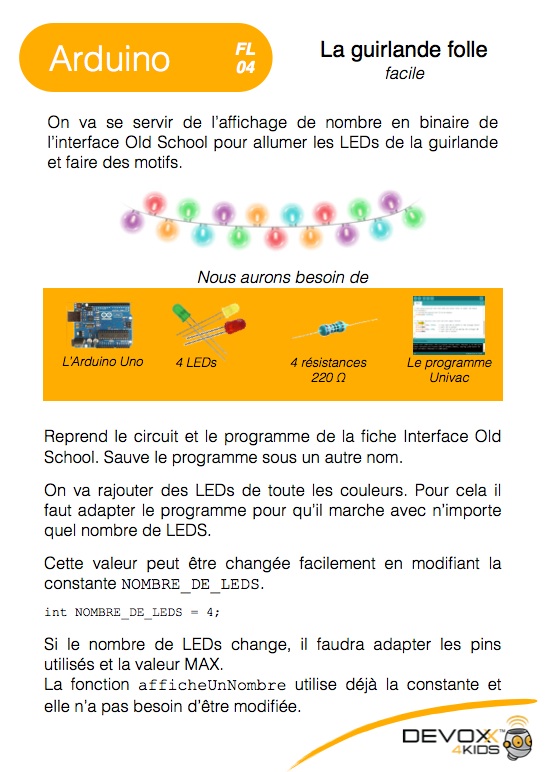 Arduino
FL
04
La guirlande folle
facile
On va se servir de l'affichage de nombre en binaire de
l'interface Old School pour allumer les LEDs de la guirlande
et faire des motifs.
Nous aurons besoin de
L'Arduino Uno
4 LEDs
4 résistances
220 Ω
Le programme
Univac
Reprend le circuit et le programme de la fiche Interface Old
School. Sauve le programme sous un autre nom.
On va rajouter des LEDs de toute les couleurs. Pour cela il
faut adapter le programme pour qu'il marche avec n'importe
quel nombre de LEDS.
Cette valeur peut être changée facilement en modifiant la
constante NOMBRE_DE_LEDS.
int NOMBRE_DE_LEDS = 4;
Si le nombre de LEDs change, il faudra adapter les pins
utilisés et la valeur MAX.
La fonction afficheUnNombre utilise déjà la constante et
elle n'a pas besoin d'être modifiée.
DEVOXX™
4KIDS